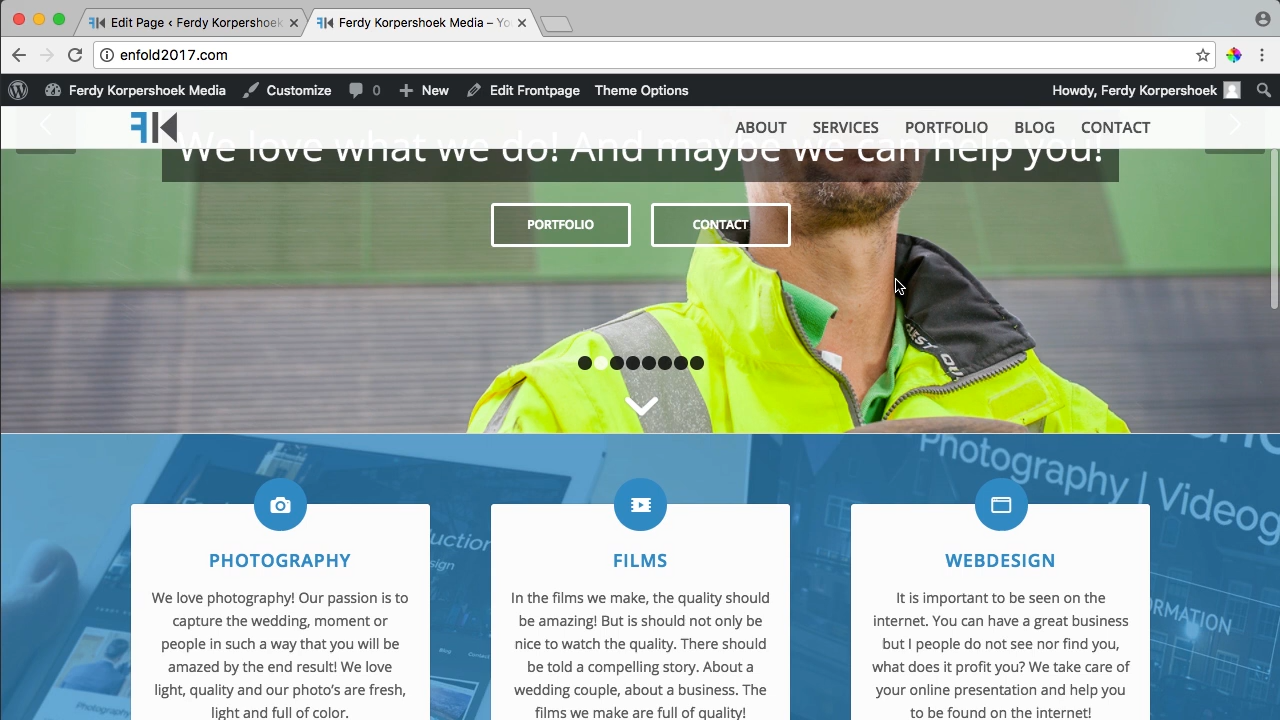 Edit Page ‹ Ferdy Korpershoek
Ferdy Korpershoek Media – Yo
enfold2017.com
Ferdy Korpershoek Media
Customize
0
New
Edit Frontpage
Theme Options
Howdy, Ferdy Korpershoek
ABOUT SERVICES PORTFOLIO BLOG CONTACT
We love what we do! And maybe we can help you!
PORTFOLIO
CONTACT
Photography | Videog
PHOTOGRAPHY
We love photography! Our passion is to
capture the wedding, moment or
people in such a way that you will be
amazed by the end result! We love
light, quality and our photo's are fresh,
light and full of color.
FILMS
In the films we make, the quality should
be amazing! But is should not only be
nice to watch the quality. There should
be told a compelling story. About a
wedding couple, about a business. The
films we make are full of quality!
WEBDESIGN
It is important to be seen on the
internet. You can have a great business
but I people do not see nor find you,
what does it profit you? We take care of
your online presentation and help you
to be found on the internet!